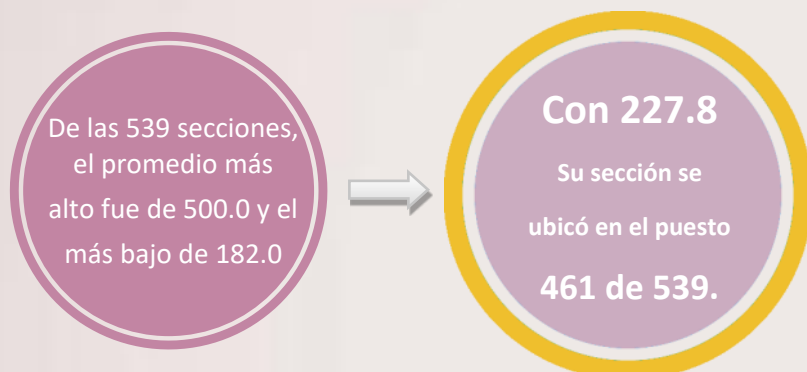 De las 539 secciones,
el promedio más
alto fue de 500.0 y el
más bajo de 182.0
Con 227.8
Su sección se
ubicó en el puesto
461 de 539.